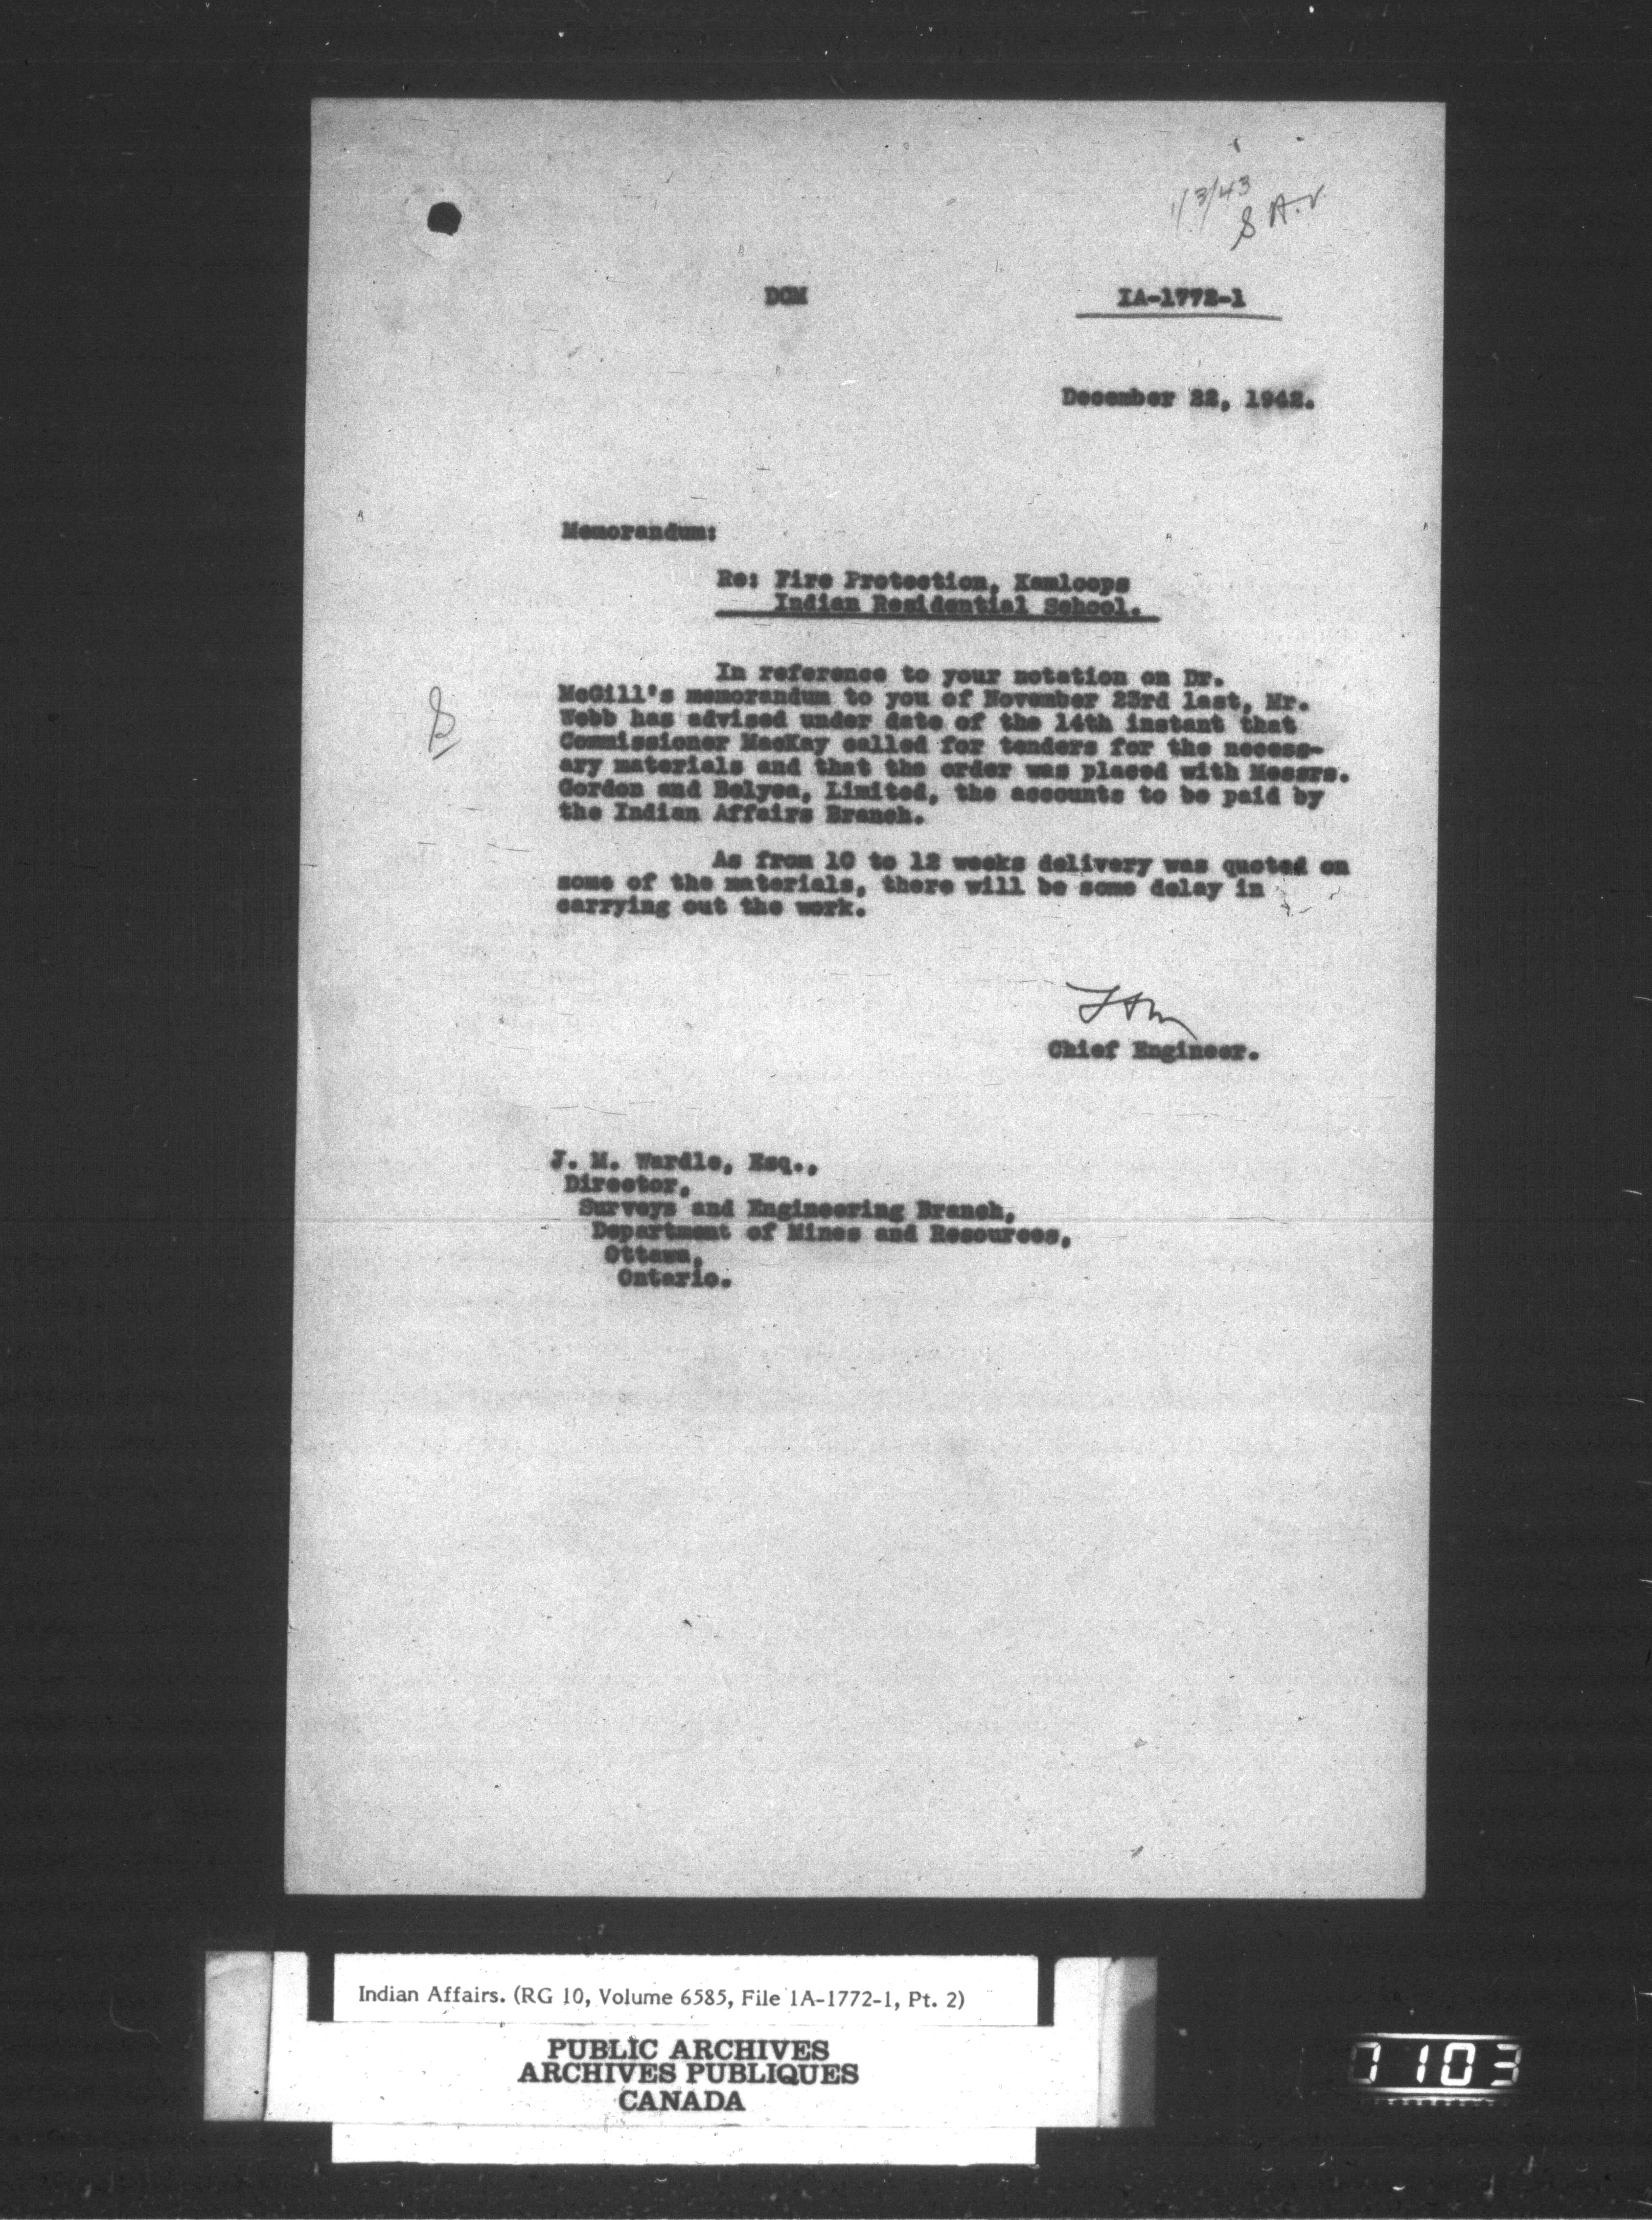 1/3/43
DCM
IA-1772-1
December 22, 1942.
Memorandum:
Re: Fire Protection, Kamloops
Indian Residential School.
In reference to your notation on Dr.
McGill's memorandum to you of November 23rd last, Mr.
Webb has advised under date of the 14th instant that
Commissioner MacKay called for tenders for the necess-
ary materials and that the order was placed with Messrs.
Gordon and Belyea, Limited, the accounts to be paid by
the Indian Affairs Branch.
As from 10 to 12 weeks delivery was quoted on
some of the materials, there will be some delay in
carrying out the work.
Chief Engineer.
J. M. Wardle, Esq.,
Director,
Surveys and Engineering Branch,
Department of Mines and Resources,
Ottawa,
Ontario.
Indian Affairs. (RG 10, Volume 6585, File 1A-1772-1, Pt. 2)
PUBLIC ARCHIVES
ARCHIVES PUBLIQUES
CANADA
1103